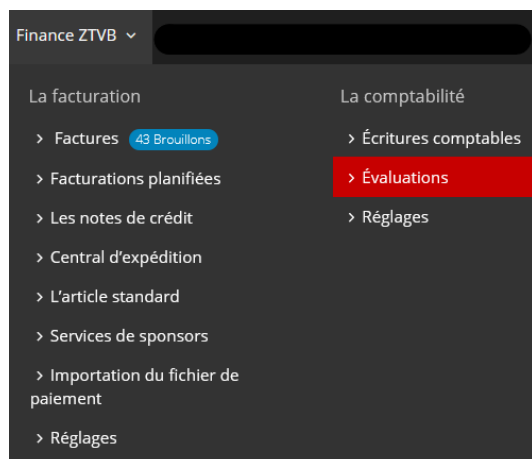 Finance ZTVB
La facturation
Factures 43 Brouillons
Facturations planifiées
Les notes de crédit
Central d'expédition
L'article standard
Services de sponsors
Importation du fichier de
paiement
Réglages
La comptabilité
Écritures comptables
Évaluations
Réglages